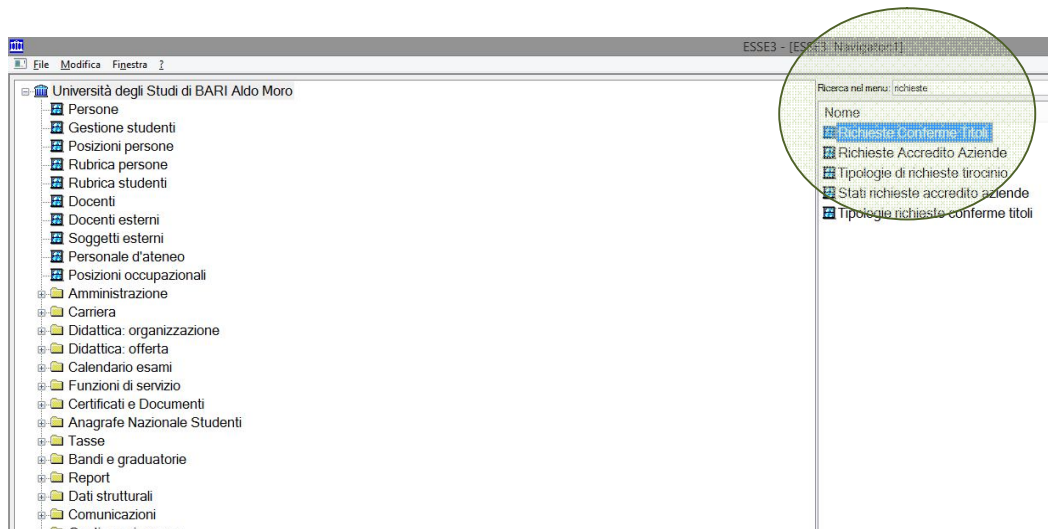 ESSE3 - [ESSE3 Navigator:1]
File Modifica Finestra ?
Università degli Studi di BARI Aldo Moro
Persone
Gestione studenti
Posizioni persone
Rubrica persone
Rubrica studenti
Docenti
Docenti esterni
Soggetti esterni
Personale d'ateneo
Posizioni occupazionali
Amministrazione
Carriera
Didattica: organizzazione
Didattica: offerta
Calendario esami
Funzioni di servizio
Certificati e Documenti
Anagrafe Nazionale Studenti
Tasse
Bandi e graduatorie
Report
Dati strutturali
Comunicazioni
Ricerca nel menu: richieste
Nome
Richieste Conferme Titoli
Richieste Accredito Aziende
Tipologie di richieste tirocinio
Stati richieste accredito aziende
Tipologie richieste conferme titoli